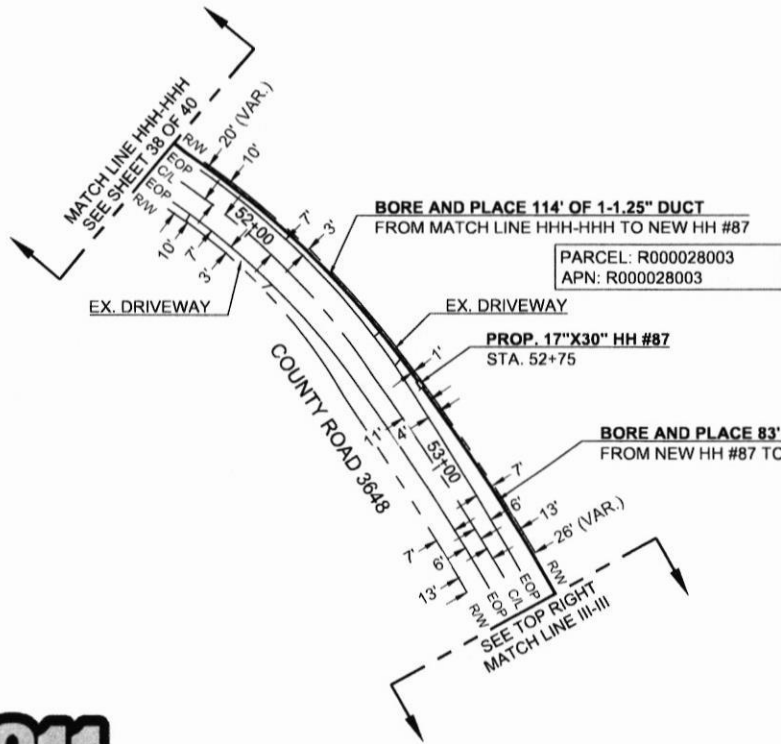 MATCH LINE HHH-HHH
SEE SHEET 38 OF 40
R/W
EOP
C/L
EOP
R/W
20' (VAR.)
10'
7'
3'
52+00
10'
7'
3'
BORE AND PLACE 114' OF 1-1.25" DUCT
FROM MATCH LINE HHH-HHH TO NEW HH #87
PARCEL: R000028003
APN: R000028003
EX. DRIVEWAY
EX. DRIVEWAY
1'
PROP. 17"X30" HH #87
STA. 52+75
COUNTY ROAD 3648
11'
4'
53+00
BORE AND PLACE 83'
FROM NEW HH #87 TO
7'
6'
13'
26' (VAR.)
7'
6'
13'
R/W
EOP
C/L
EOP
R/W
SEE TOP RIGHT
MATCH LINE III-III